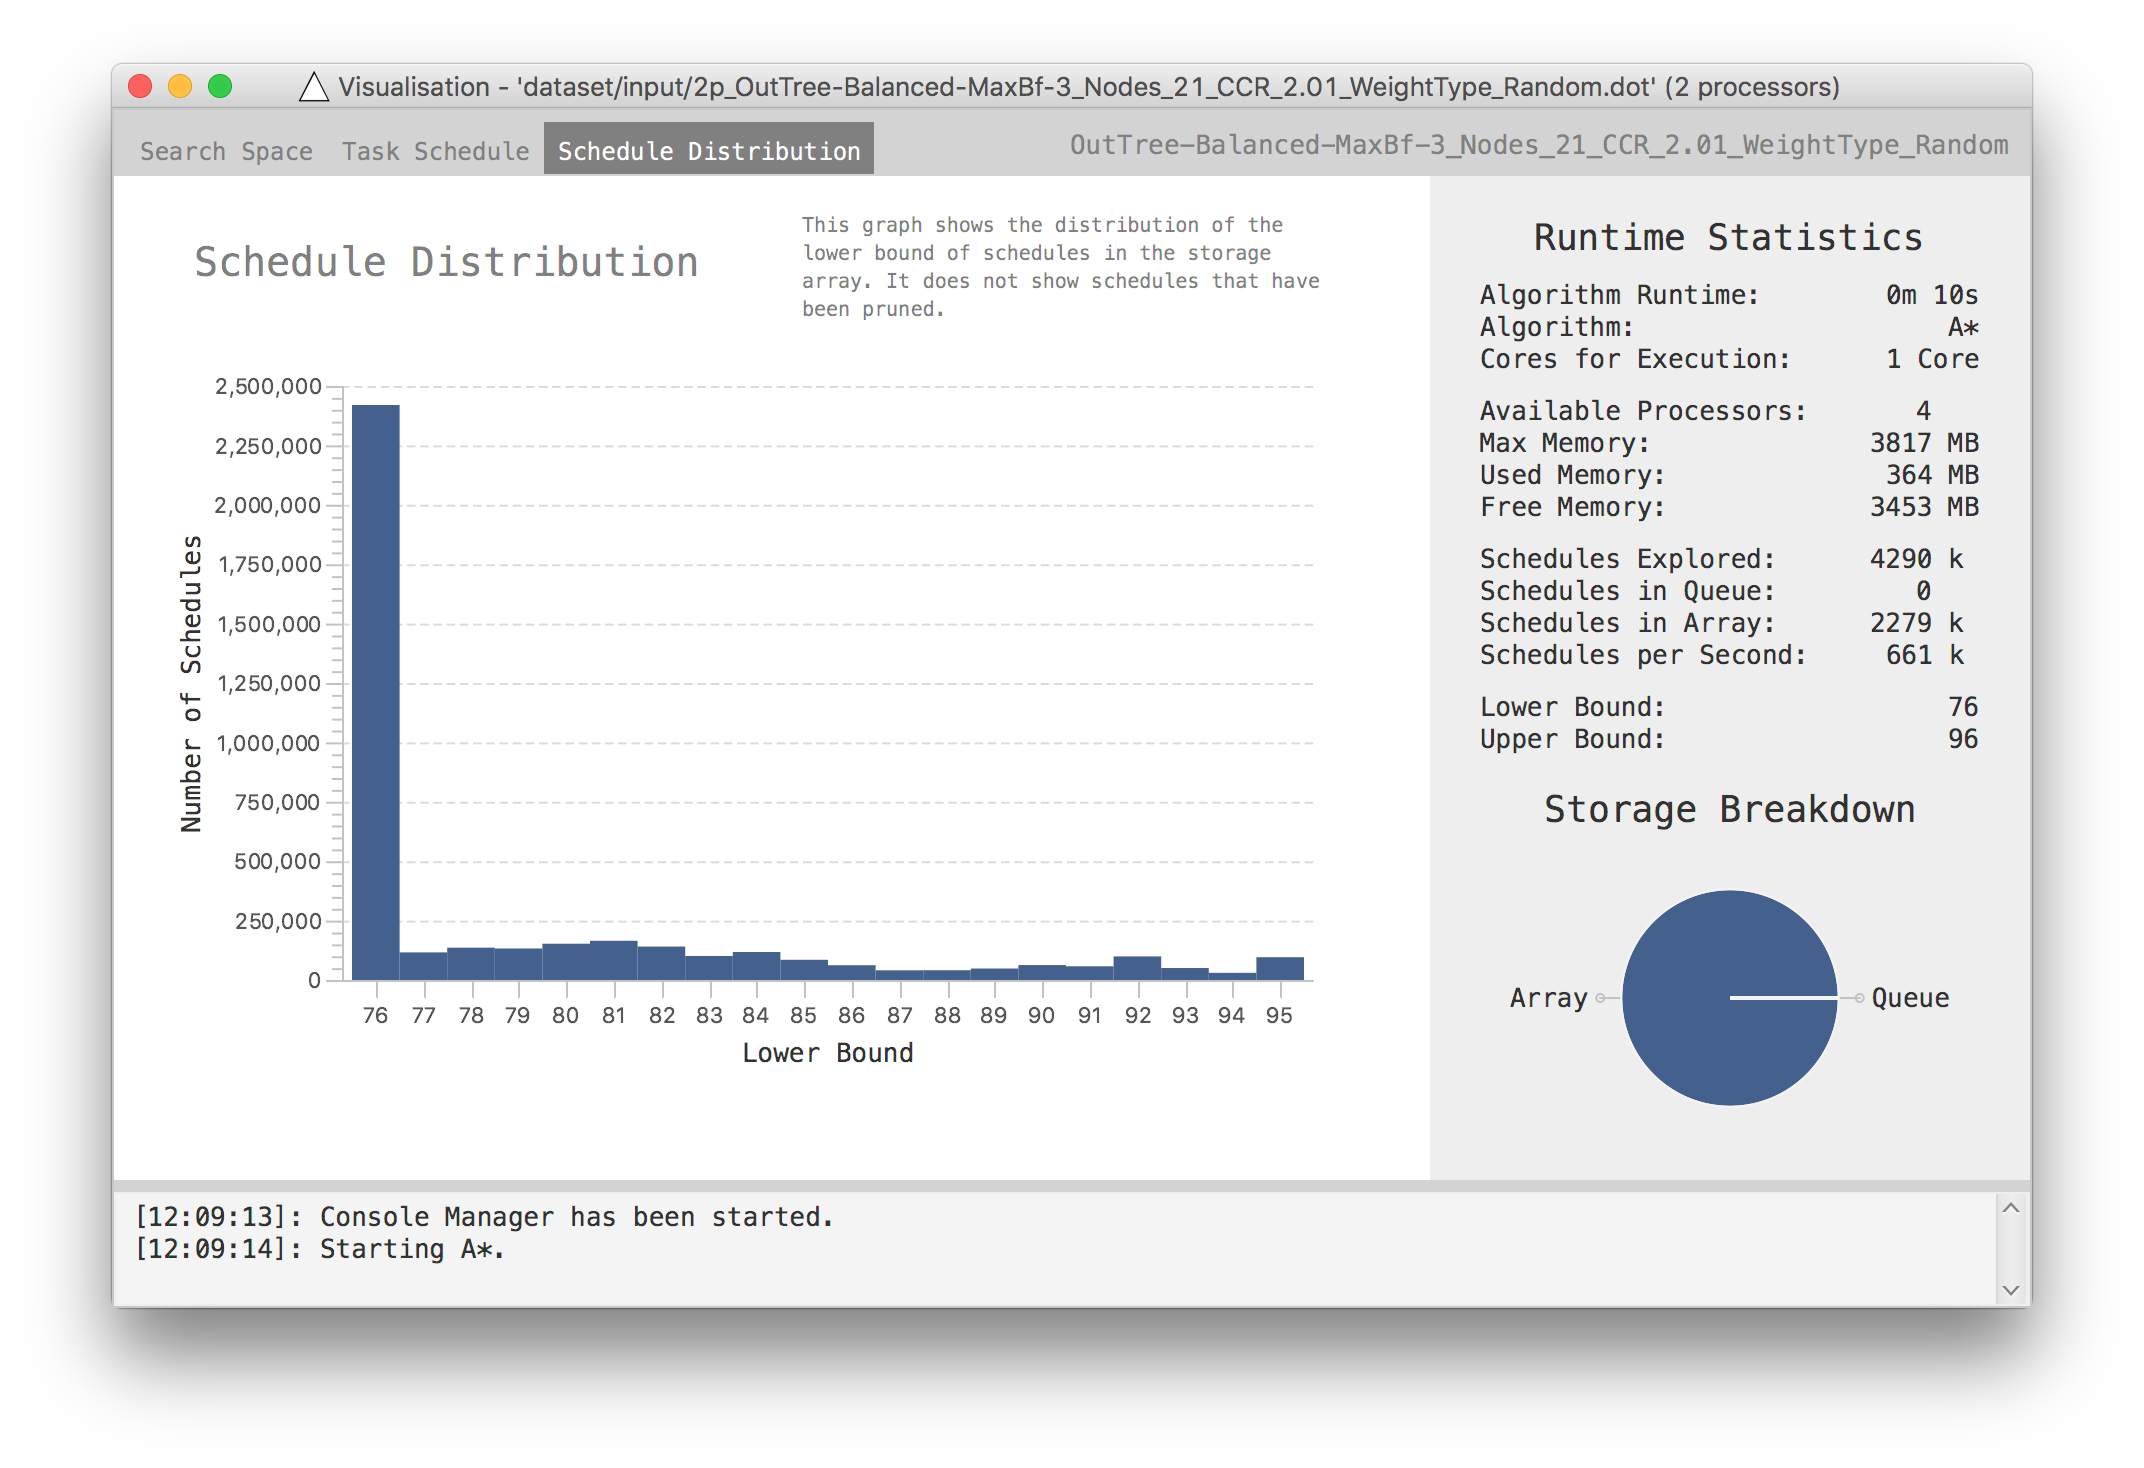 Visualisation - 'dataset/input/2p_OutTree-Balanced-MaxBf-3_Nodes_21_CCR_2.01_WeightType_Random.dot' (2 processors)
Search Space Task Schedule Schedule Distribution OutTree-Balanced-MaxBf-3_Nodes_21_CCR_2.01_WeightType_Random
Schedule Distribution
This graph shows the distribution of the
lower bound of schedules in the storage
array. It does not show schedules that have
been pruned.
Number of Schedules
2,500,000
2,250,000
2,000,000
1,750,000
1,500,000
1,250,000
1,000,000
750,000
500,000
250,000
0
76 77 78 79 80 81 82 83 84 85 86 87 88 89 90 91 92 93 94 95
Lower Bound
Runtime Statistics
Algorithm Runtime: 0m 10s
Algorithm: A*
Cores for Execution: 1 Core
Available Processors: 4
Max Memory: 3817 MB
Used Memory: 364 MB
Free Memory: 3453 MB
Schedules Explored: 4290 k
Schedules in Queue: 0
Schedules in Array: 2279 k
Schedules per Second: 661 k
Lower Bound: 76
Upper Bound: 96
Storage Breakdown
Array Queue
[12:09:13]: Console Manager has been started.
[12:09:14]: Starting A*.